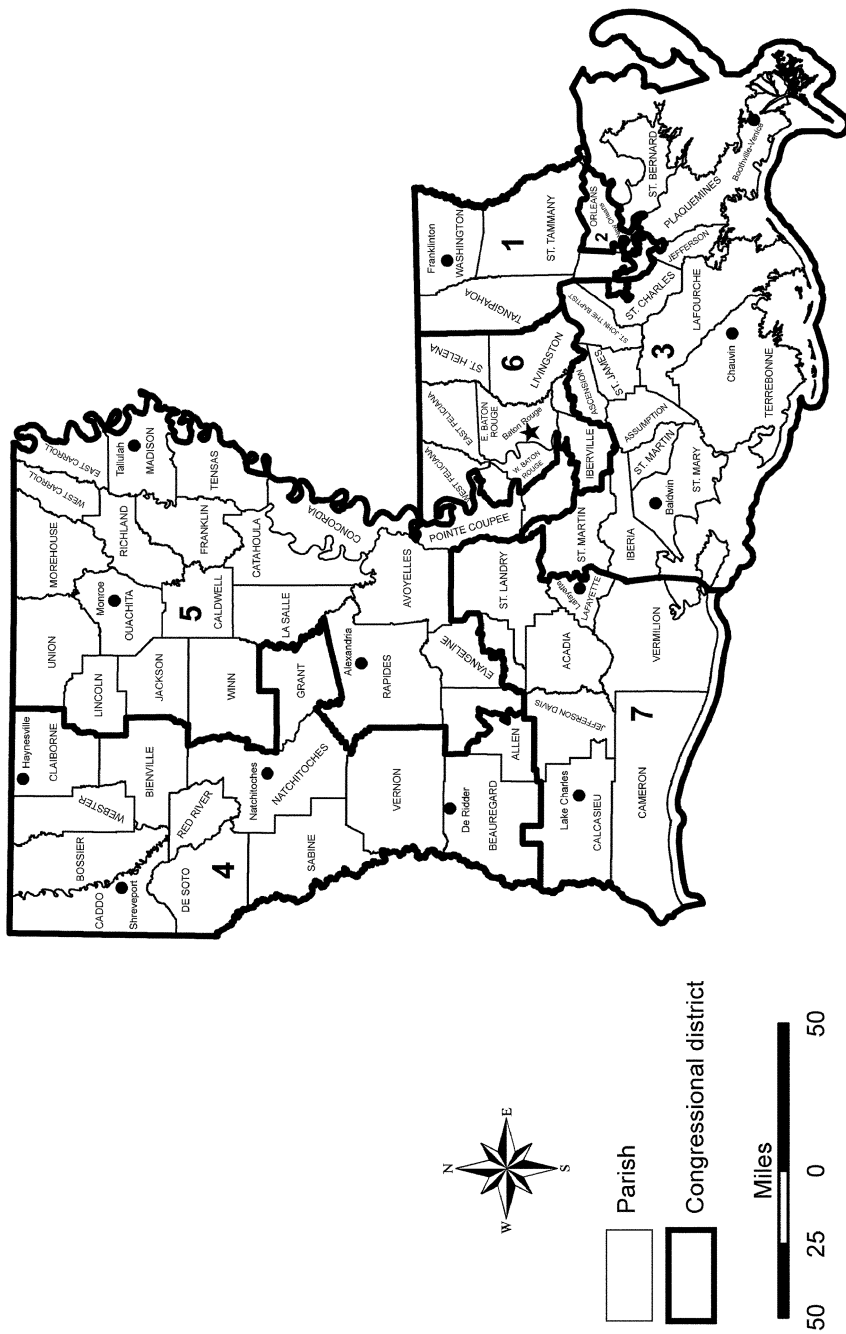 Haynesville
CLAIBORNE
UNION
MOREHOUSE
WEST CARROLL
EAST CARROLL
WEBSTER
BOSSIER
CADDO
Shreveport
BIENVILLE
LINCOLN
JACKSON
Monroe
OUACHITA
RICHLAND
Tallulah
MADISON
DE SOTO
4
RED RIVER
WINN
5
CALDWELL
FRANKLIN
TENSAS
Natchitoches
NATCHITOCHES
SABINE
GRANT
LA SALLE
CATAHOULA
CONCORDIA
VERNON
Alexandria
RAPIDES
AVOYELLES
De Ridder
BEAUREGARD
ALLEN
EVANGELINE
ST. LANDRY
POINTE COUPEE
WEST FELICIANA
EAST FELICIANA
ST. HELENA
TANGIPAHOA
Franklinton
WASHINGTON
1
ST. TAMMANY
6
LIVINGSTON
E. BATON
ROUGE
Baton Rouge
W. BATON
ROUGE
IBERVILLE
ASCENSION
ST. JAMES
ST. JOHN THE BAPTIST
ST. CHARLES
ORLEANS
2
JEFFERSON
ST. BERNARD
PLAQUEMINES
Boothville-Venice
Lake Charles
CALCASIEU
JEFFERSON DAVIS
ACADIA
Lafayette
LAFAYETTE
ST. MARTIN
IBERIA
Baldwin
ST. MARTIN
ST. MARY
ASSUMPTION
3
LAFOURCHE
Chauvin
TERREBONNE
CAMERON
7
VERMILION
N
W
E
S
Parish
Congressional district
Miles
50 25 0 50